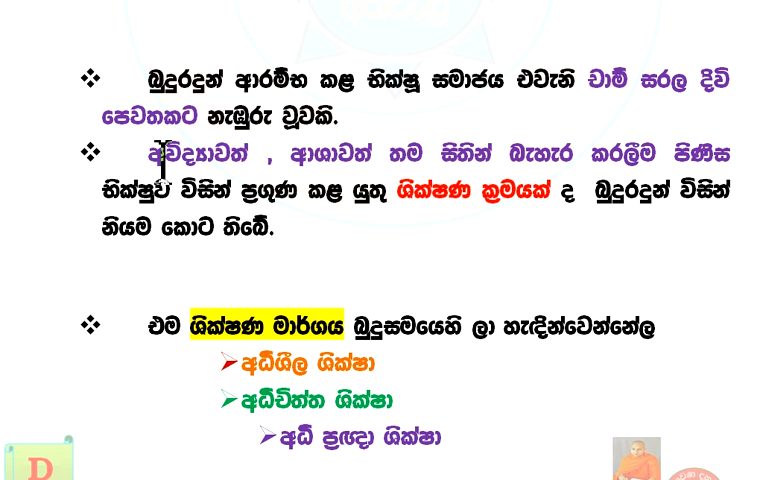 ❖ බුදුරදුන් ආරම්භ කළ භික්ෂු සමාජය එවැනි චාම් සරල දිවි
පෙවතකට නැඹුරු වූවකි.
❖ අවිද්‍යාවත් , ආශාවත් තම සිතින් බැහැර කරලීම පිණිස
භික්ෂුව විසින් ප්‍රගුණ කළ යුතු ශික්ෂණ ක්‍රමයක් ද බුදුරදුන් විසින්
නියම කොට තිබේ.
❖ එම ශික්ෂණ මාර්ගය බුදුසමයෙහි ලා හැඳින්වෙන්නේල
➢අධිශීල ශික්ෂා
➢අධිචිත්ත ශික්ෂා
➢අධි ප්‍රඥා ශික්ෂා
D